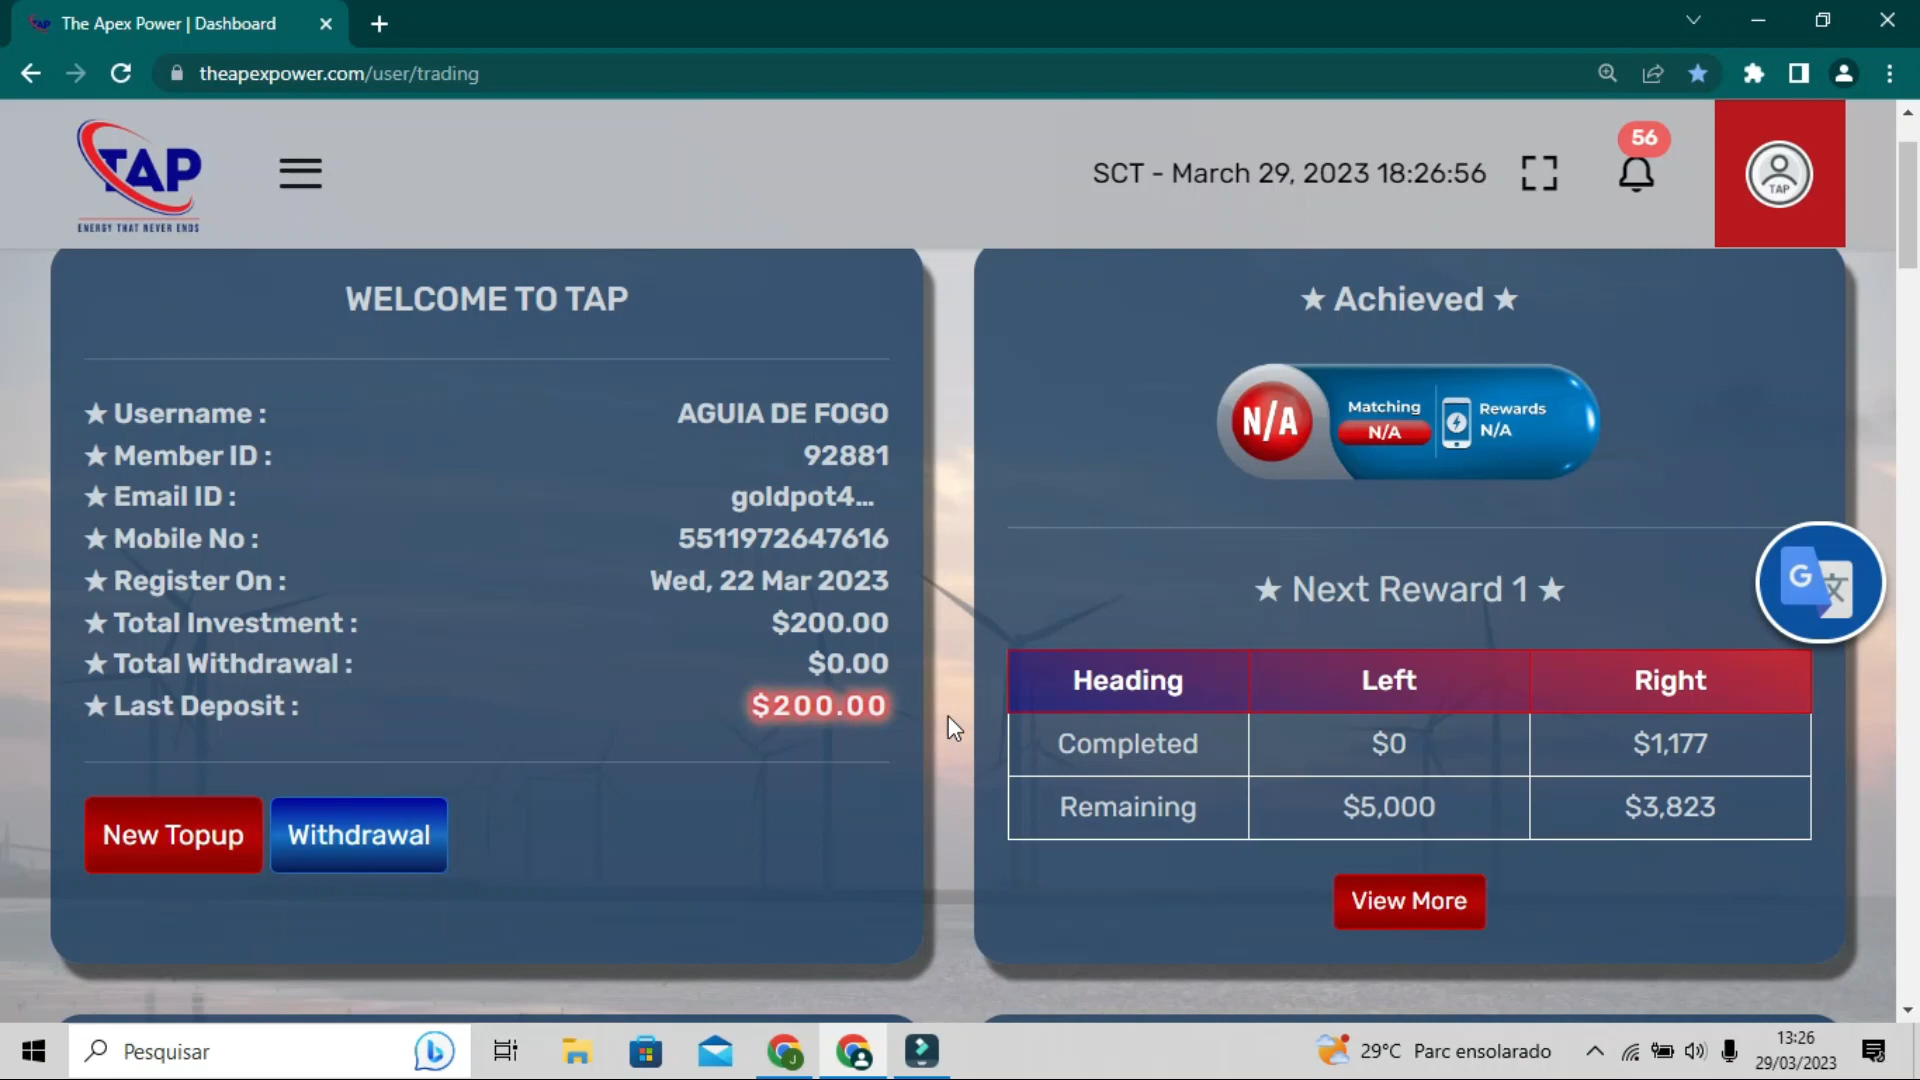 The Apex Power | Dashboard
theapexpower.com/user/trading
TAP
ENERGY THAT NEVER ENDS
SCT - March 29, 2023 18:26:56
56
TAP
WELCOME TO TAP
★ Username : AGUIA DE FOGO
★ Member ID : 92881
★ Email ID : goldpot4...
★ Mobile No : 5511972647616
★ Register On : Wed, 22 Mar 2023
★ Total Investment : $200.00
★ Total Withdrawal : $0.00
★ Last Deposit : $200.00
New Topup Withdrawal
★ Achieved ★
N/A
Matching
N/A
Rewards
N/A
★ Next Reward 1 ★
Heading Left Right
Completed $0 $1,177
Remaining $5,000 $3,823
View More
G 文
Pesquisar
J
29°C Parc ensolarado
13:26
29/03/2023